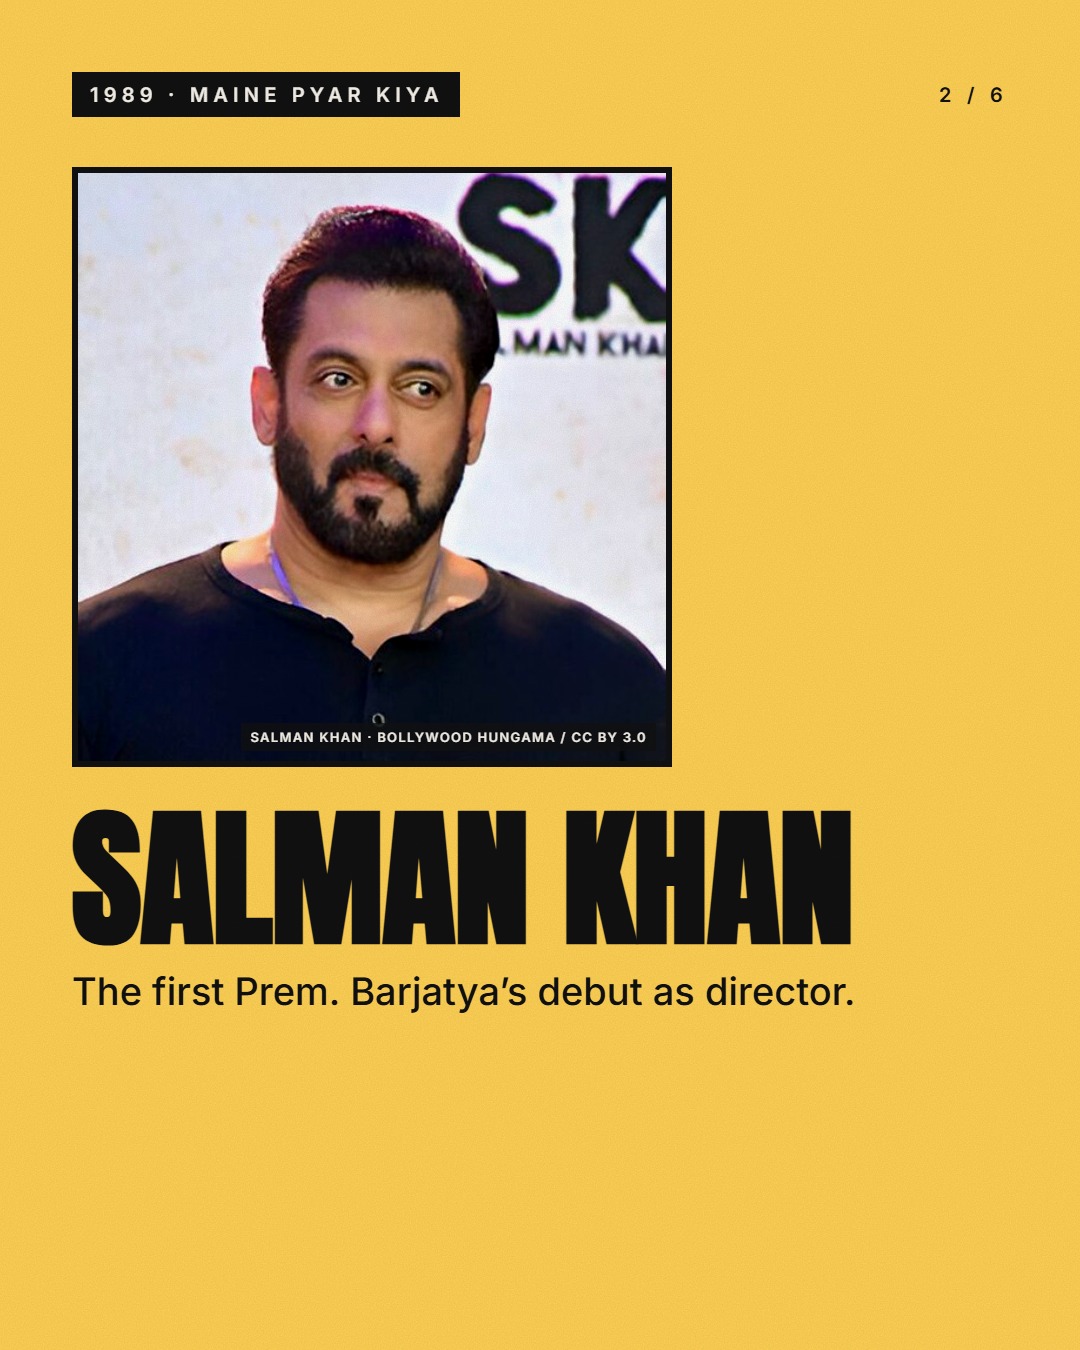 1989 · MAINE PYAR KIYA
2 / 6
SK
LMAN KHA
SALMAN KHAN · BOLLYWOOD HUNGAMA / CC BY 3.0
SALMAN KHAN
The first Prem. Barjatya’s debut as director.